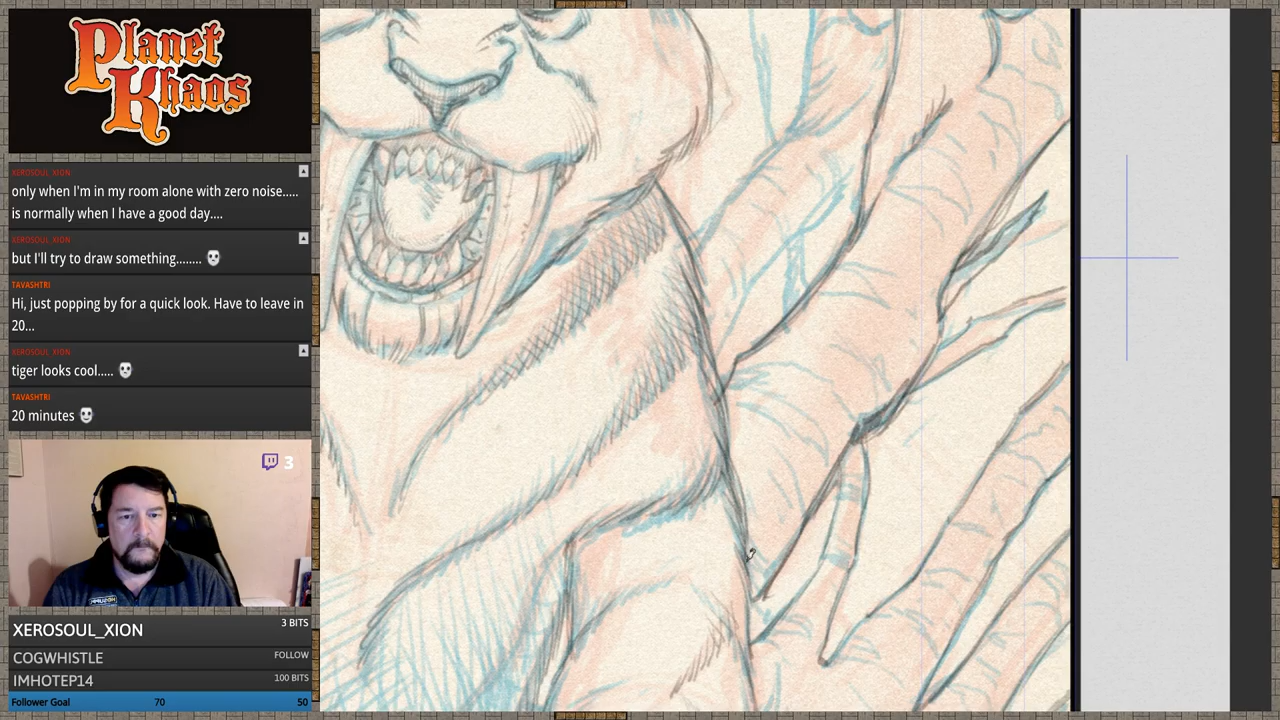 Planet
Khaos
XEROSOUL_XION
only when I'm in my room alone with zero noise.....
is normally when I have a good day....
XEROSOUL_XION
but I'll try to draw something........
TAVASHTRI
Hi, just popping by for a quick look. Have to leave in
20...
XEROSOUL_XION
tiger looks cool.....
TAVASHTRI
20 minutes
3
XEROSOUL_XION 3 BITS
COGWHISTLE FOLLOW
IMHOTEP14 100 BITS
Follower Goal 70 50